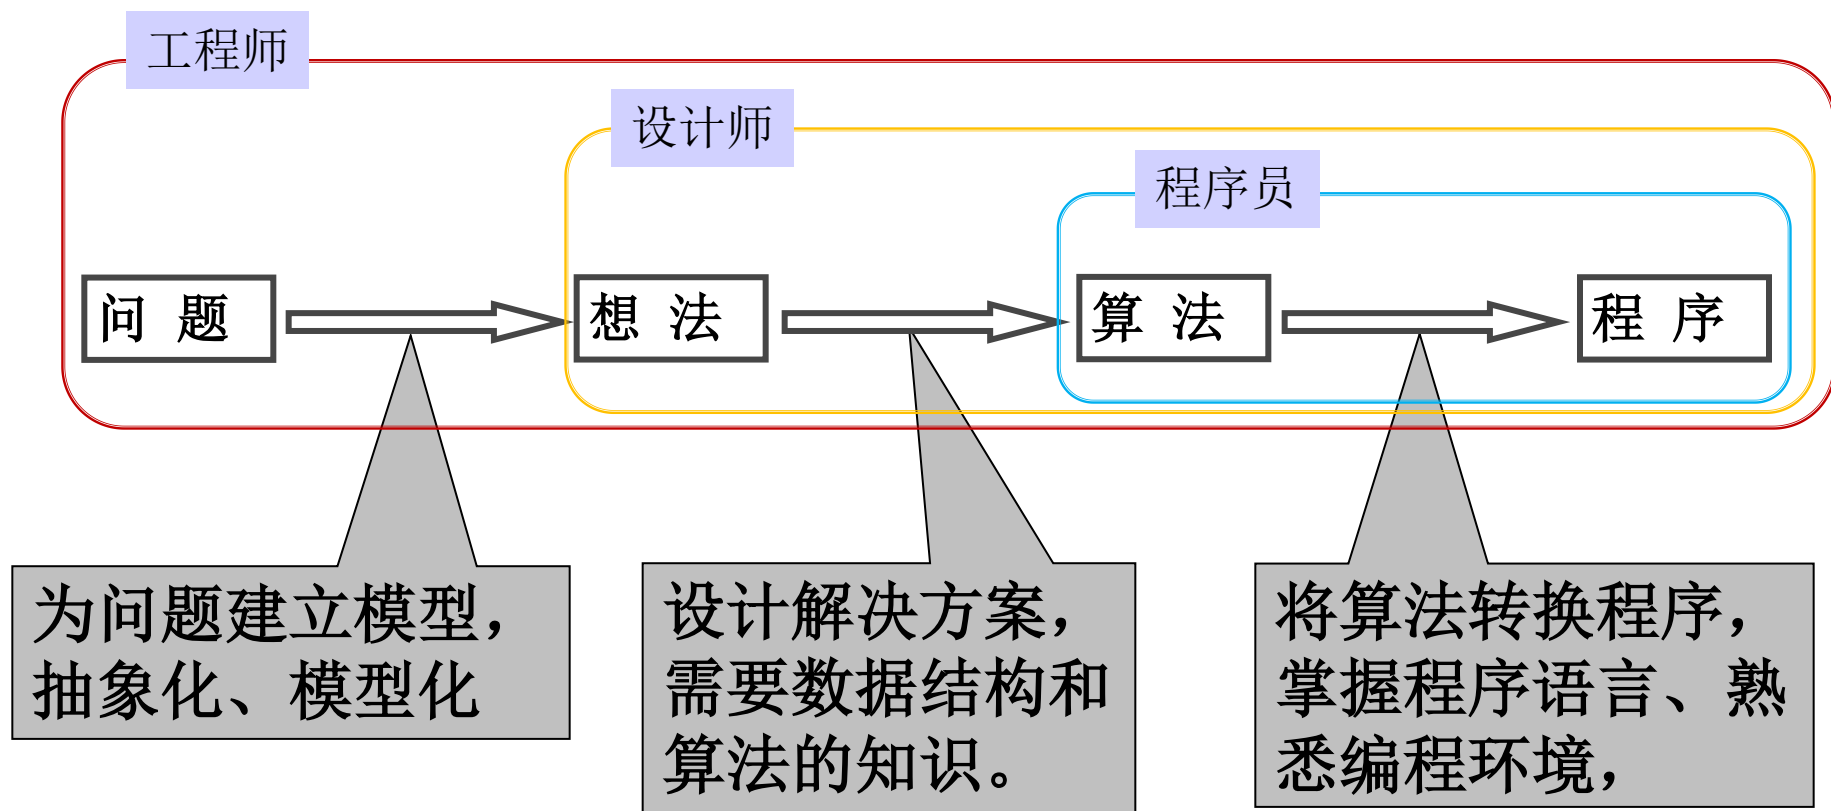 工程师
设计师
程序员
问 题
想 法
算 法
程 序
为问题建立模型，
抽象化、模型化
设计解决方案，
需要数据结构和
算法的知识。
将算法转换程序，
掌握程序语言、熟
悉编程环境，